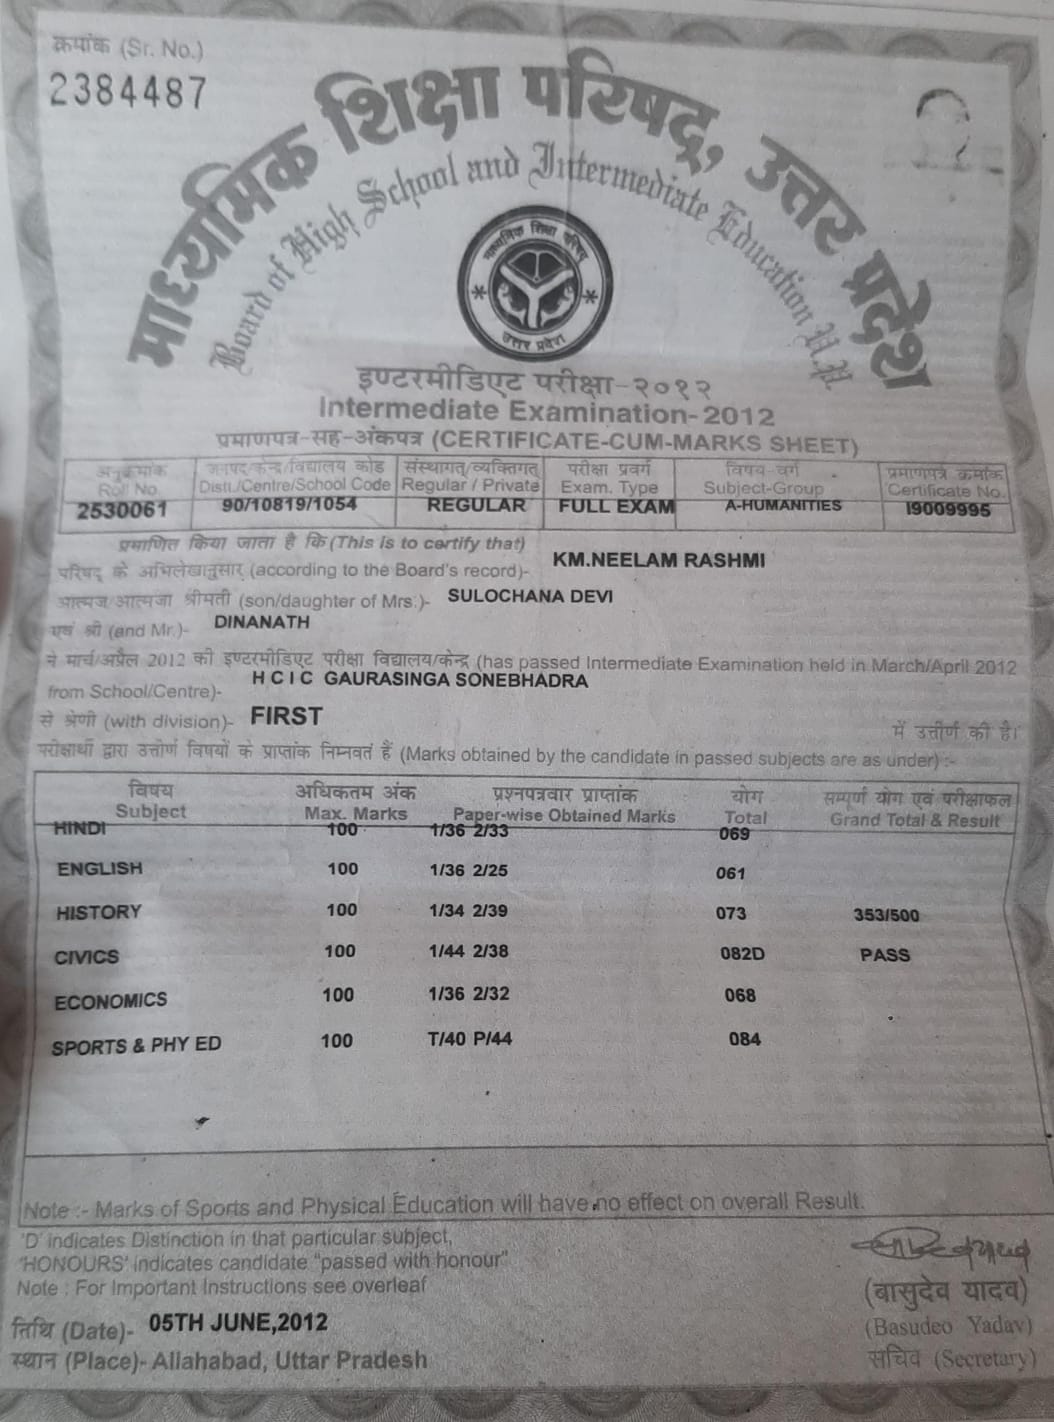 क्रमांक (Sr. No.)
2384487
माध्यमिक शिक्षा परिषद्, उत्तर प्रदेश
Board of High School and Intermediate Education U.P.
माध्यमिक शिक्षा परिषद्
उत्तर प्रदेश
इण्टरमीडिएट परीक्षा-२०१२
Intermediate Examination-2012
प्रमाणपत्र-सह-अंकपत्र (CERTIFICATE-CUM-MARKS SHEET)
अनुक्रमांक जनपद/केन्द्र/विद्यालय कोड संस्थागत/व्यक्तिगत परीक्षा प्रवर्ग विषय-वर्ग प्रमाणपत्र क्रमांक
Roll No. Distt./Centre/School Code Regular / Private Exam. Type Subject-Group Certificate No.
2530061 90/10819/1054 REGULAR FULL EXAM A-HUMANITIES I9009995
प्रमाणित किया जाता है कि (This is to certify that)
परिषद के अभिलेखानुसार (according to the Board's record)- KM.NEELAM RASHMI
आत्मज/आत्मजा श्रीमती (son/daughter of Mrs.)- SULOCHANA DEVI
एवं श्री (and Mr.)- DINANATH
ने मार्च/अप्रैल 2012 की इण्टरमीडिएट परीक्षा विद्यालय/केन्द्र (has passed Intermediate Examination held in March/April 2012
from School/Centre)- H C I C GAURASINGA SONEBHADRA
से श्रेणी (with division)- FIRST में उत्तीर्ण की है।
परीक्षार्थी द्वारा उत्तीर्ण विषयों के प्राप्तांक निम्नवत हैं (Marks obtained by the candidate in passed subjects are as under) :-
विषय अधिकतम अंक प्रश्नपत्रवार प्राप्तांक योग सम्पूर्ण योग एवं परीक्षाफल
Subject Max. Marks Paper-wise Obtained Marks Total Grand Total & Result
HINDI 100 1/36 2/33 069
ENGLISH 100 1/36 2/25 061
HISTORY 100 1/34 2/39 073 353/500
CIVICS 100 1/44 2/38 082D PASS
ECONOMICS 100 1/36 2/32 068
SPORTS & PHY ED 100 T/40 P/44 084
Note :- Marks of Sports and Physical Education will have no effect on overall Result.
'D' indicates Distinction in that particular subject,
'HONOURS' indicates candidate "passed with honour"
Note : For Important Instructions see overleaf
तिथि (Date)- 05TH JUNE,2012
स्थान (Place)- Allahabad, Uttar Pradesh
(बासुदेव यादव)
(Basudeo Yadav)
सचिव (Secretary)